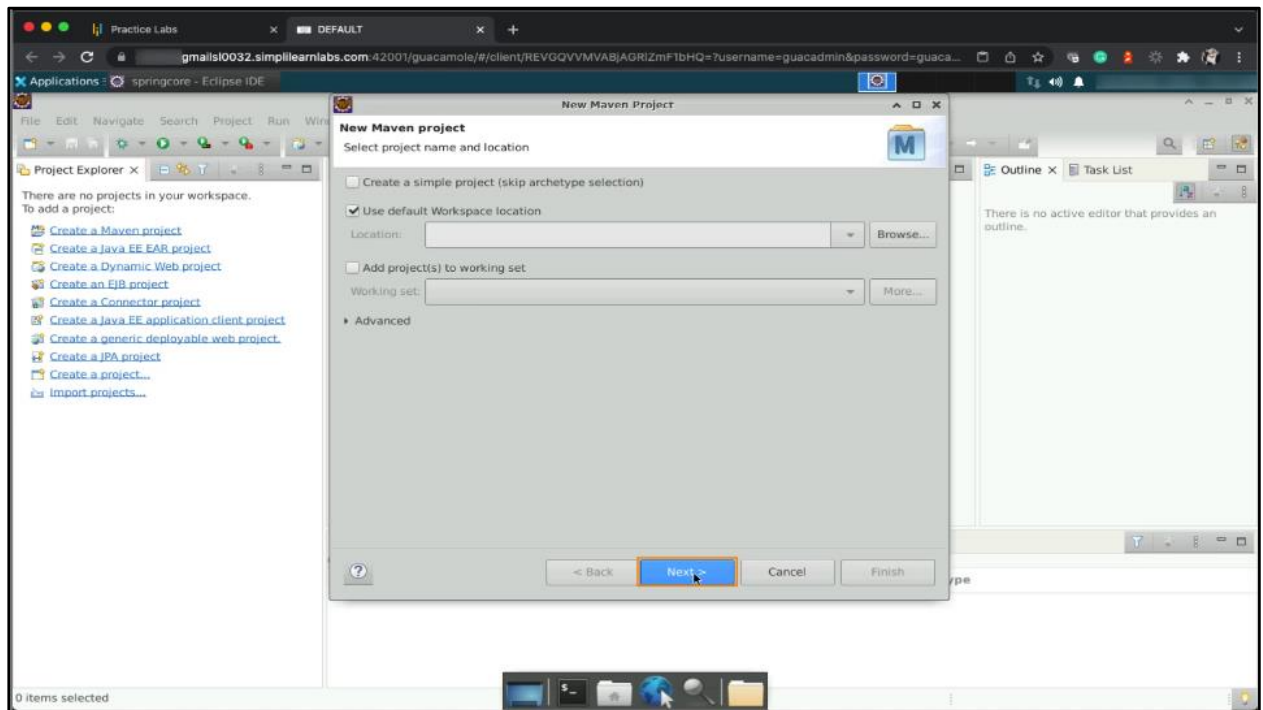 Practice Labs
DEFAULT
gmailsl0032.simplilearnlabs.com:42001/guacamole/#/client/REVGQVVMVABjAGRlZmF1bHQ=?username=guacadmin&password=guaca...
Applications
springcore - Eclipse IDE
File Edit Navigate Search Project Run Win
New Maven Project
New Maven project
Select project name and location
M
Project Explorer
There are no projects in your workspace.
To add a project:
Create a Maven project
Create a Java EE EAR project
Create a Dynamic Web project
Create an EJB project
Create a Connector project
Create a Java EE application client project
Create a generic deployable web project.
Create a JPA project
Create a project...
Import projects...
Create a simple project (skip archetype selection)
Use default Workspace location
Location:
Browse...
Add project(s) to working set
Working set:
More...
Advanced
< Back
Next >
Cancel
Finish
Outline
Task List
There is no active editor that provides an
outline.
ype
0 items selected